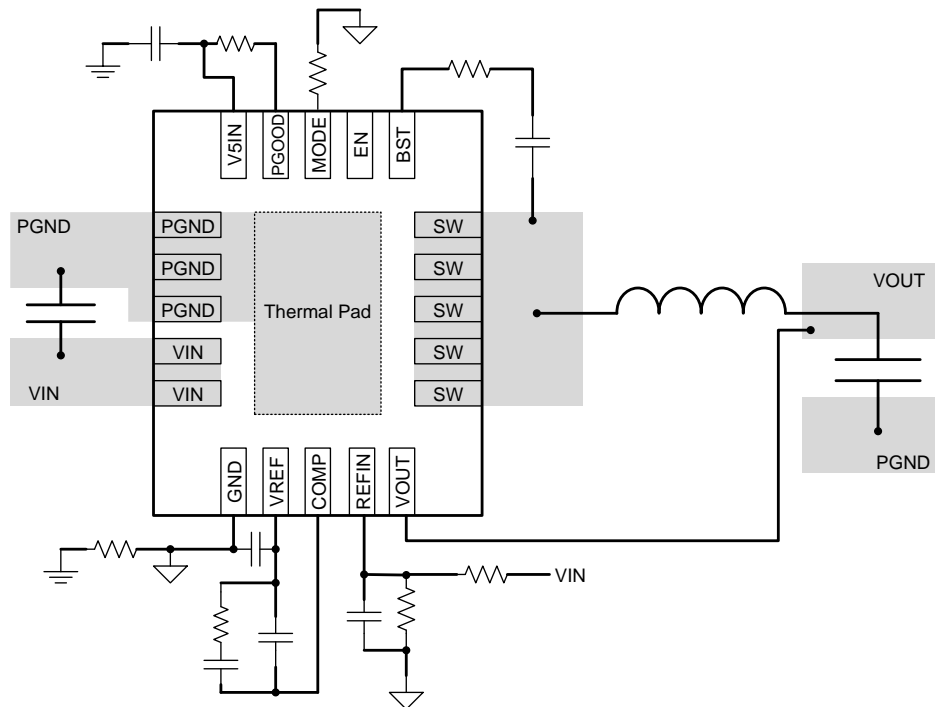 V5IN
PGOOD
MODE
EN
BST
PGND
PGND
PGND
PGND
VIN
VIN
VIN
Thermal Pad
SW
SW
SW
SW
SW
VOUT
PGND
GND
VREF
COMP
REFIN
VOUT
VIN